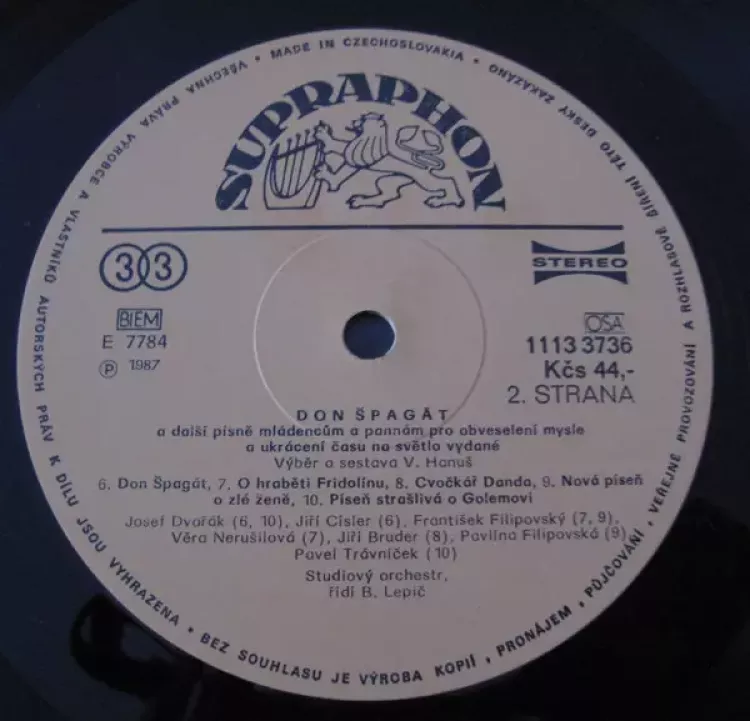 • MADE IN CZECHOSLOVAKIA • VŠECHNA PRÁVA VÝROBCE A VLASTNÍKŮ AUTORSKÝCH PRÁV K DÍLU JSOU VYHRAZENA • BEZ SOUHLASU JE VÝROBA KOPIÍ, PRONÁJEM, PŮJČOVÁNÍ, VEŘEJNÉ PROVOZOVÁNÍ A ROZHLASOVÉ ŠÍŘENÍ TÉTO DESKY ZAKÁZÁNO
SUPRAPHON
33
STEREO
BIEM
OSA
E 7784
1113 3736
Ⓟ 1987
Kčs 44,-
2. STRANA
DON ŠPAGÁT
a další písně mládencům a pannám pro obveselení mysle
a ukrácení času na světlo vydané
Výběr a sestava V. Hanuš
6. Don Špagát, 7. O hraběti Fridolínu, 8. Cvočkář Danda, 9. Nová píseň
o zlé ženě, 10. Píseň strašlivá o Golemovi
Josef Dvořák (6, 10), Jiří Císler (6), František Filipovský (7, 9),
Věra Nerušilová (7), Jiří Bruder (8), Pavlína Filipovská (9),
Pavel Trávníček (10)
Studiový orchestr,
řídí B. Lepič